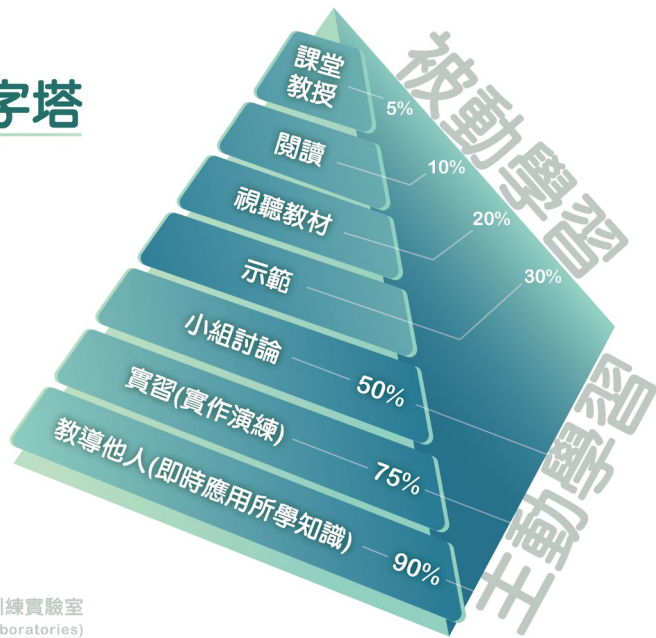 字塔
課堂
教授
5%
閱讀
10%
視聽教材
20%
示範
30%
小組討論
50%
實習(實作演練)
75%
教導他人(即時應用所學知識)
90%
被動學習
主動學習
練實驗室
boratories)